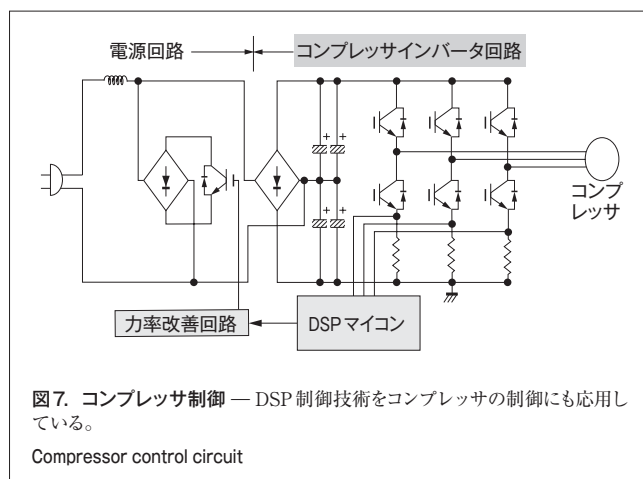 電源回路
コンプレッサインバータ回路
+
+
+
+
コンプ
レッサ
力率改善回路
DSPマイコン
図7. コンプレッサ制御 — DSP制御技術をコンプレッサの制御にも応用し
ている。
Compressor control circuit